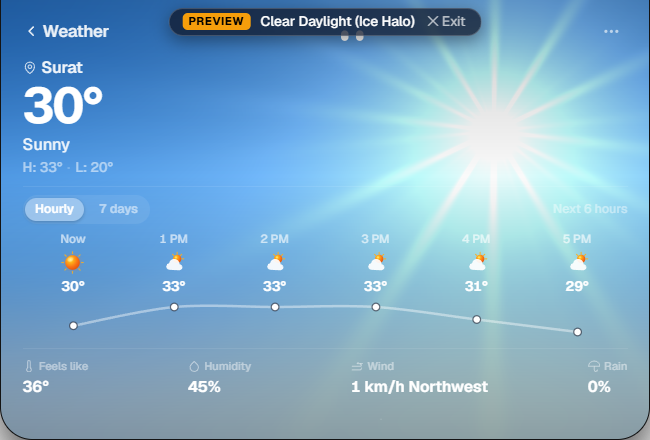 Weather
PREVIEW Clear Daylight (Ice Halo) Exit
Surat
30°
Sunny
H: 33° · L: 20°
Hourly 7 days Next 6 hours
Now 1 PM 2 PM 3 PM 4 PM 5 PM
30° 33° 33° 33° 31° 29°
Feels like Humidity Wind Rain
36° 45% 1 km/h Northwest 0%